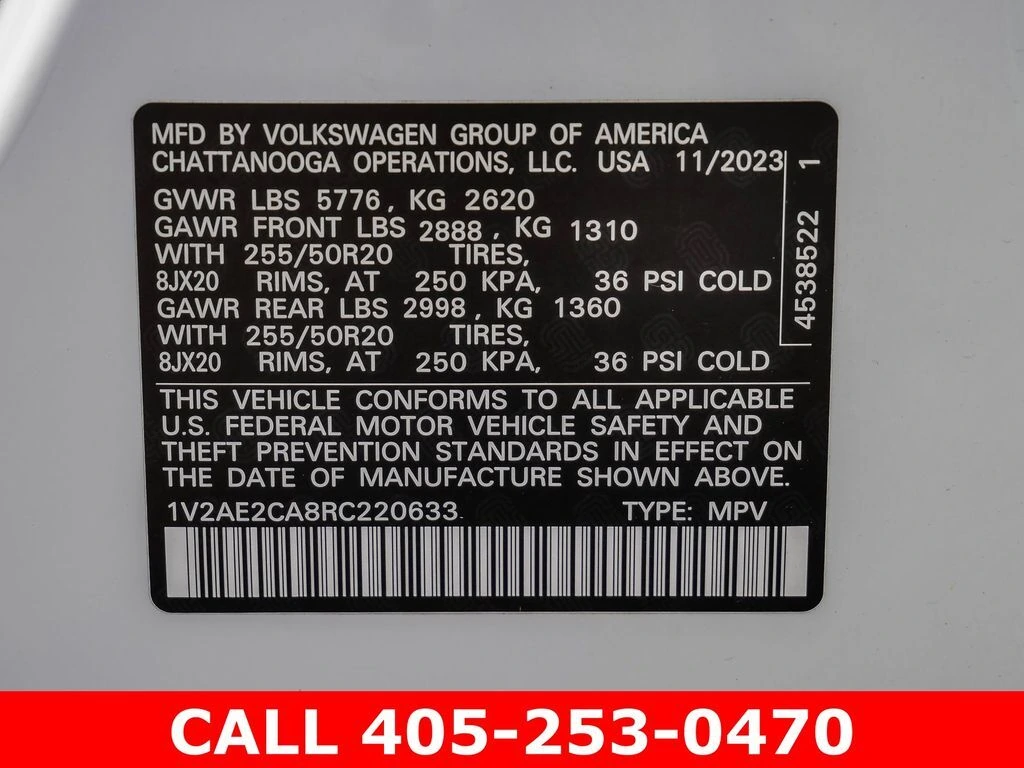 MFD BY VOLKSWAGEN GROUP OF AMERICA
CHATTANOOGA OPERATIONS, LLC. USA 11/2023
GVWR LBS 5776, KG 2620
GAWR FRONT LBS 2888, KG 1310
WITH 255/50R20 TIRES,
8JX20 RIMS, AT 250 KPA, 36 PSI COLD
GAWR REAR LBS 2998, KG 1360
WITH 255/50R20 TIRES,
8JX20 RIMS, AT 250 KPA, 36 PSI COLD
4538522 1
THIS VEHICLE CONFORMS TO ALL APPLICABLE
U.S. FEDERAL MOTOR VEHICLE SAFETY AND
THEFT PREVENTION STANDARDS IN EFFECT ON
THE DATE OF MANUFACTURE SHOWN ABOVE.
1V2AE2CA8RC220633 TYPE: MPV
CALL 405-253-0470